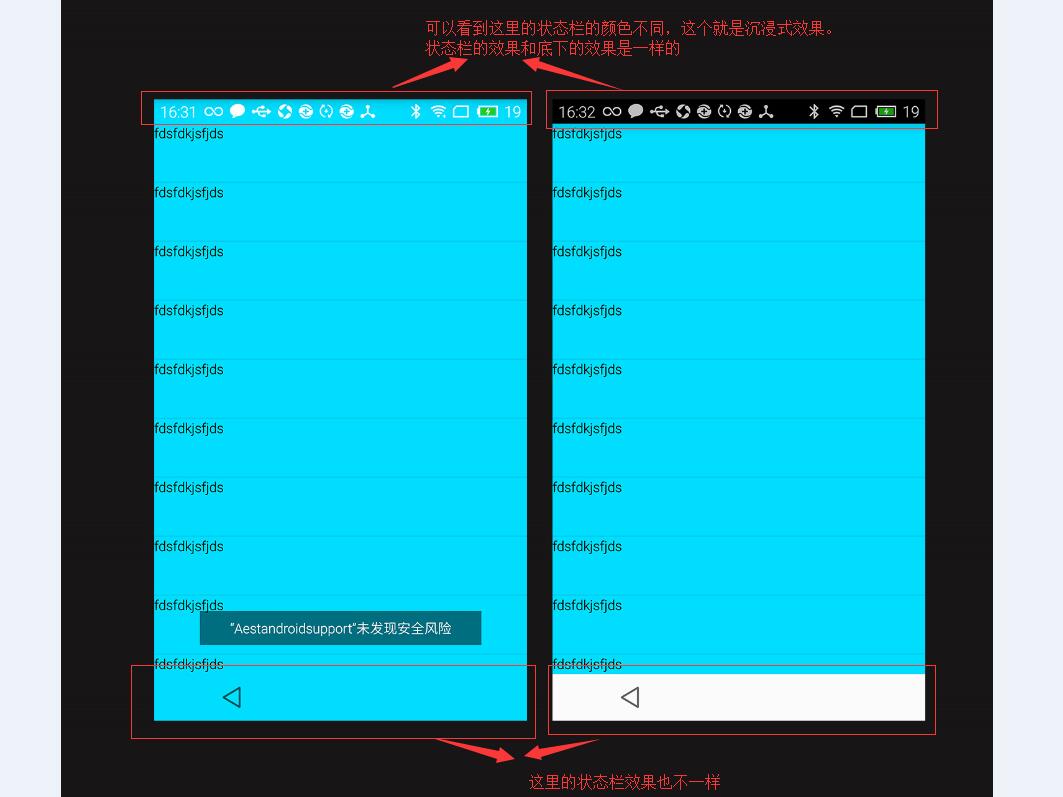 可以看到这里的状态栏的颜色不同，这个就是沉浸式效果。
状态栏的效果和底下的效果是一样的
16:31 19
fdsfdkjsfjds
fdsfdkjsfjds
fdsfdkjsfjds
fdsfdkjsfjds
fdsfdkjsfjds
fdsfdkjsfjds
fdsfdkjsfjds
fdsfdkjsfjds
fdsfdkjsfjds
“Aestandroidsupport”未发现安全风险
fdsfdkjsfjds
16:32 19
fdsfdkjsfjds
fdsfdkjsfjds
fdsfdkjsfjds
fdsfdkjsfjds
fdsfdkjsfjds
fdsfdkjsfjds
fdsfdkjsfjds
fdsfdkjsfjds
fdsfdkjsfjds
fdsfdkjsfjds
这里的状态栏效果也不一样